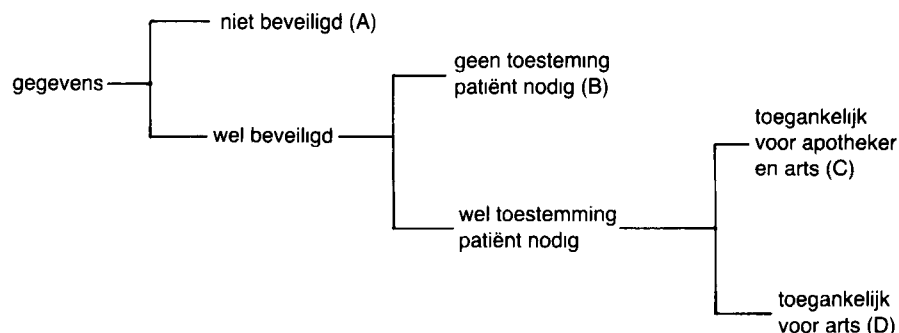 niet beveiligd (A)
gegevens
wel beveiligd
geen toesteming
patiënt nodig (B)
wel toestemming
patiënt nodig
toegankelijk
voor apotheker
en arts (C)
toegankelijk
voor arts (D)